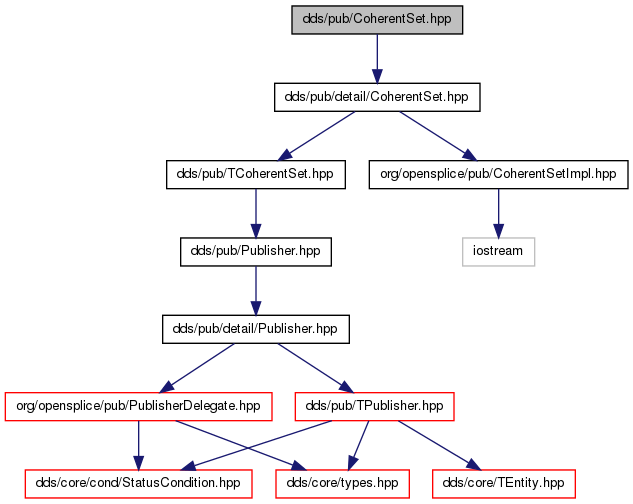 dds/pub/CoherentSet.hpp
dds/pub/detail/CoherentSet.hpp
dds/pub/TCoherentSet.hpp
org/opensplice/pub/CoherentSetImpl.hpp
dds/pub/Publisher.hpp
iostream
dds/pub/detail/Publisher.hpp
org/opensplice/pub/PublisherDelegate.hpp
dds/pub/TPublisher.hpp
dds/core/cond/StatusCondition.hpp
dds/core/types.hpp
dds/core/TEntity.hpp